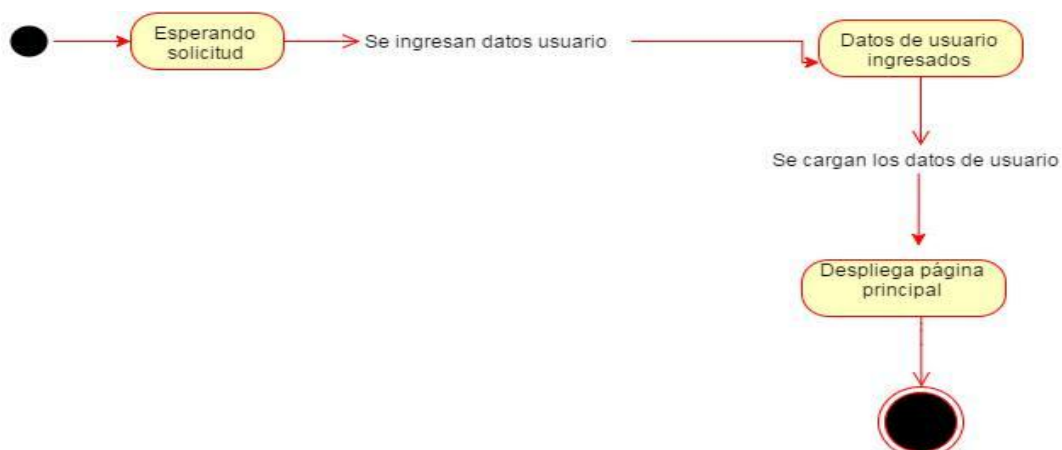 Esperando
solicitud
Se ingresan datos usuario
Datos de usuario
ingresados
Se cargan los datos de usuario
Despliega página
principal